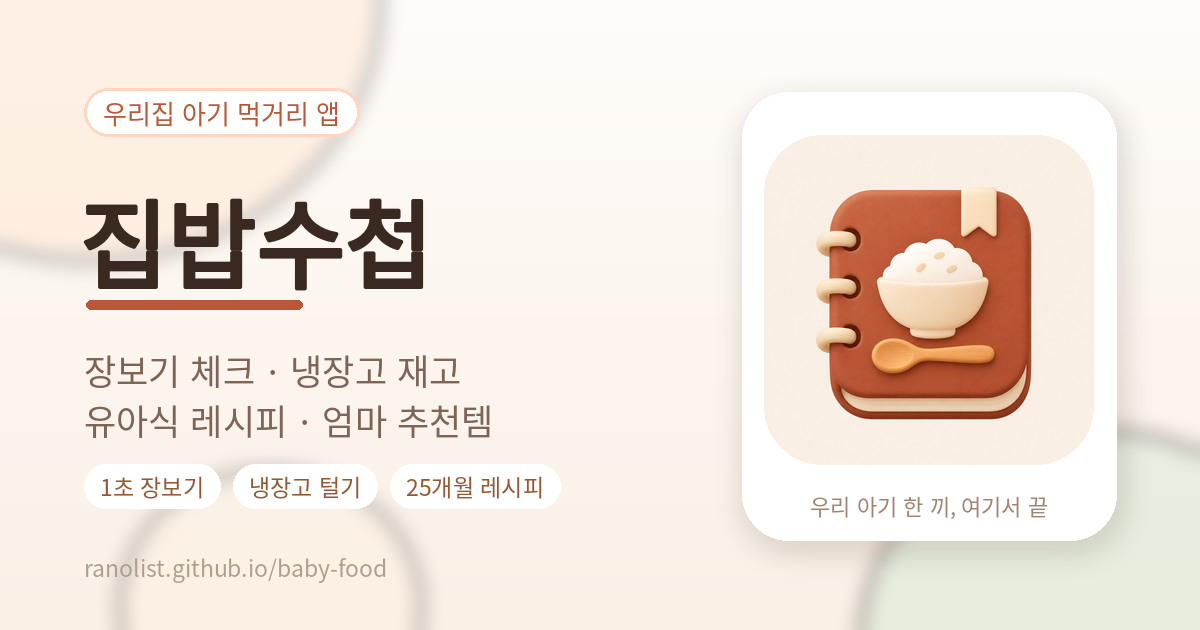 우리집 아기 먹거리 앱
집밥수첩
장보기 체크 · 냉장고 재고
유아식 레시피 · 엄마 추천템
1초 장보기 냉장고 털기 25개월 레시피
ranolist.github.io/baby-food
우리 아기 한 끼, 여기서 끝